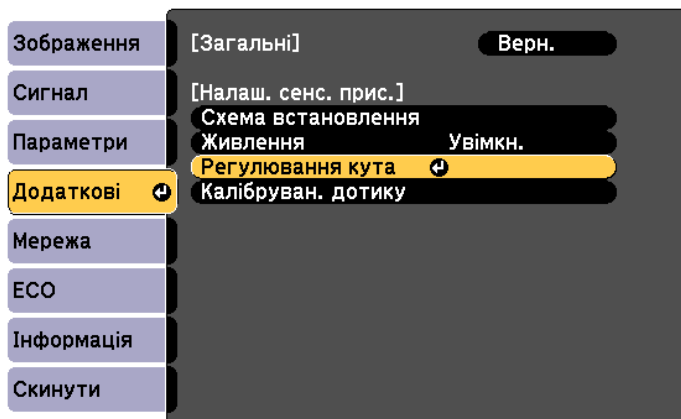 Зображення
Сигнал
Параметри
Додаткові
Мережа
ECO
Інформація
Скинути
[Загальні] Верн.
[Налаш. сенс. прис.]
Схема встановлення
Живлення Увімкн.
Регулювання кута
Калібруван. дотику